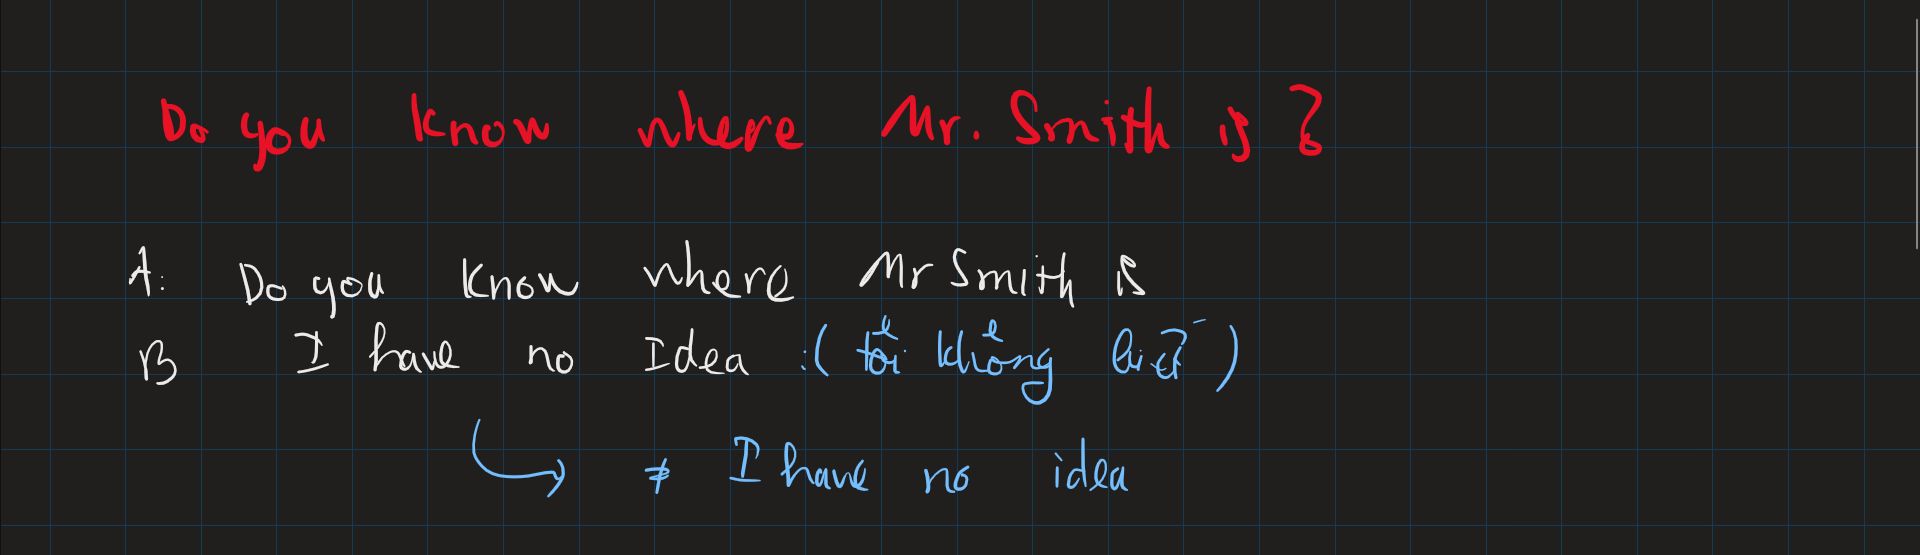 Do you know where Mr. Smith is ?
A: Do you know where Mr Smith is
B I have no Idea :( tôi không biết )
≠ I have no idea